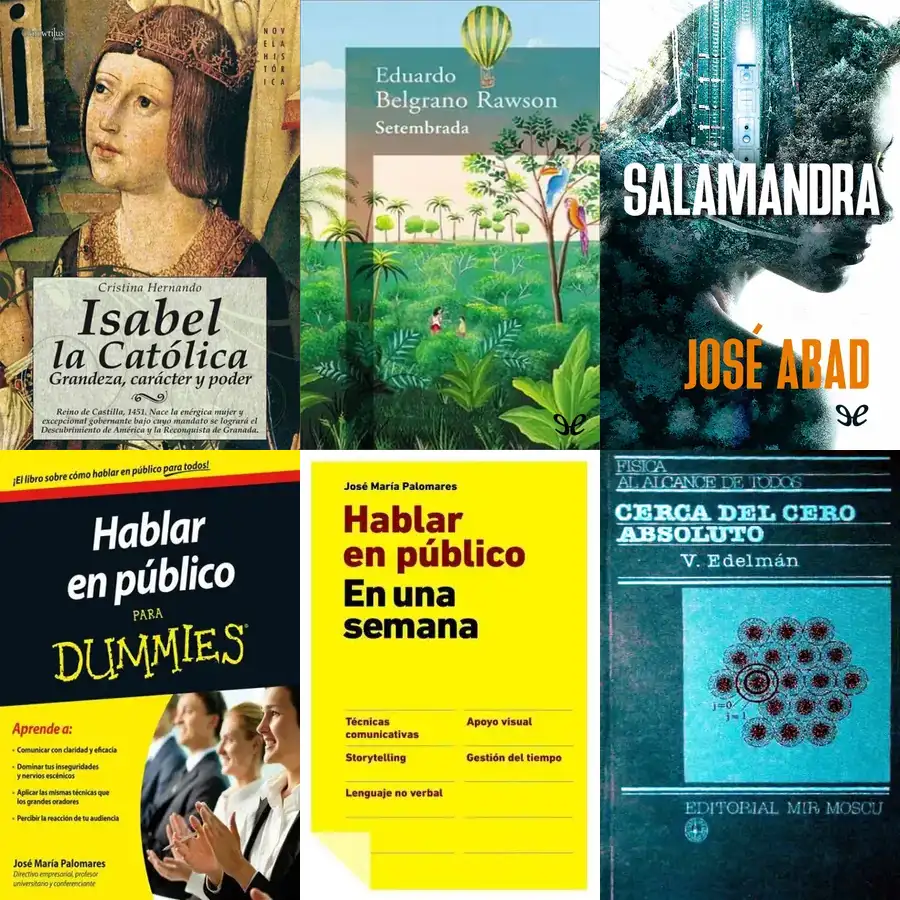 nowtilus
NOVELA HISTÓRICA
Cristina Hernando
Isabel
la Católica
Grandeza, carácter y poder
Reino de Castilla, 1451. Nace la enérgica mujer y
excepcional gobernante bajo cuyo mandato se logrará el
Descubrimiento de América y la Reconquista de Granada.
Eduardo
Belgrano Rawson
Setembrada
SALAMANDRA
JOSÉ ABAD
¡El libro sobre cómo hablar en público para todos!
Hablar
en público
PARA
DUMMIES
Aprende a:
• Comunicar con claridad y eficacia
• Dominar tus inseguridades
y nervios escénicos
• Aplicar las mismas técnicas que
los grandes oradores
• Percibir la reacción de tu audiencia
José María Palomares
Directivo empresarial, profesor
universitario y conferenciante
José María Palomares
Hablar
en público
En una
semana
Técnicas
comunicativas
Apoyo visual
Storytelling
Gestión del tiempo
Lenguaje no verbal
FISICA
AL ALCANCE DE TODOS
CERCA DEL CERO
ABSOLUTO
V. Edelmán
j=0
j=1
EDITORIAL MIR MOSCU